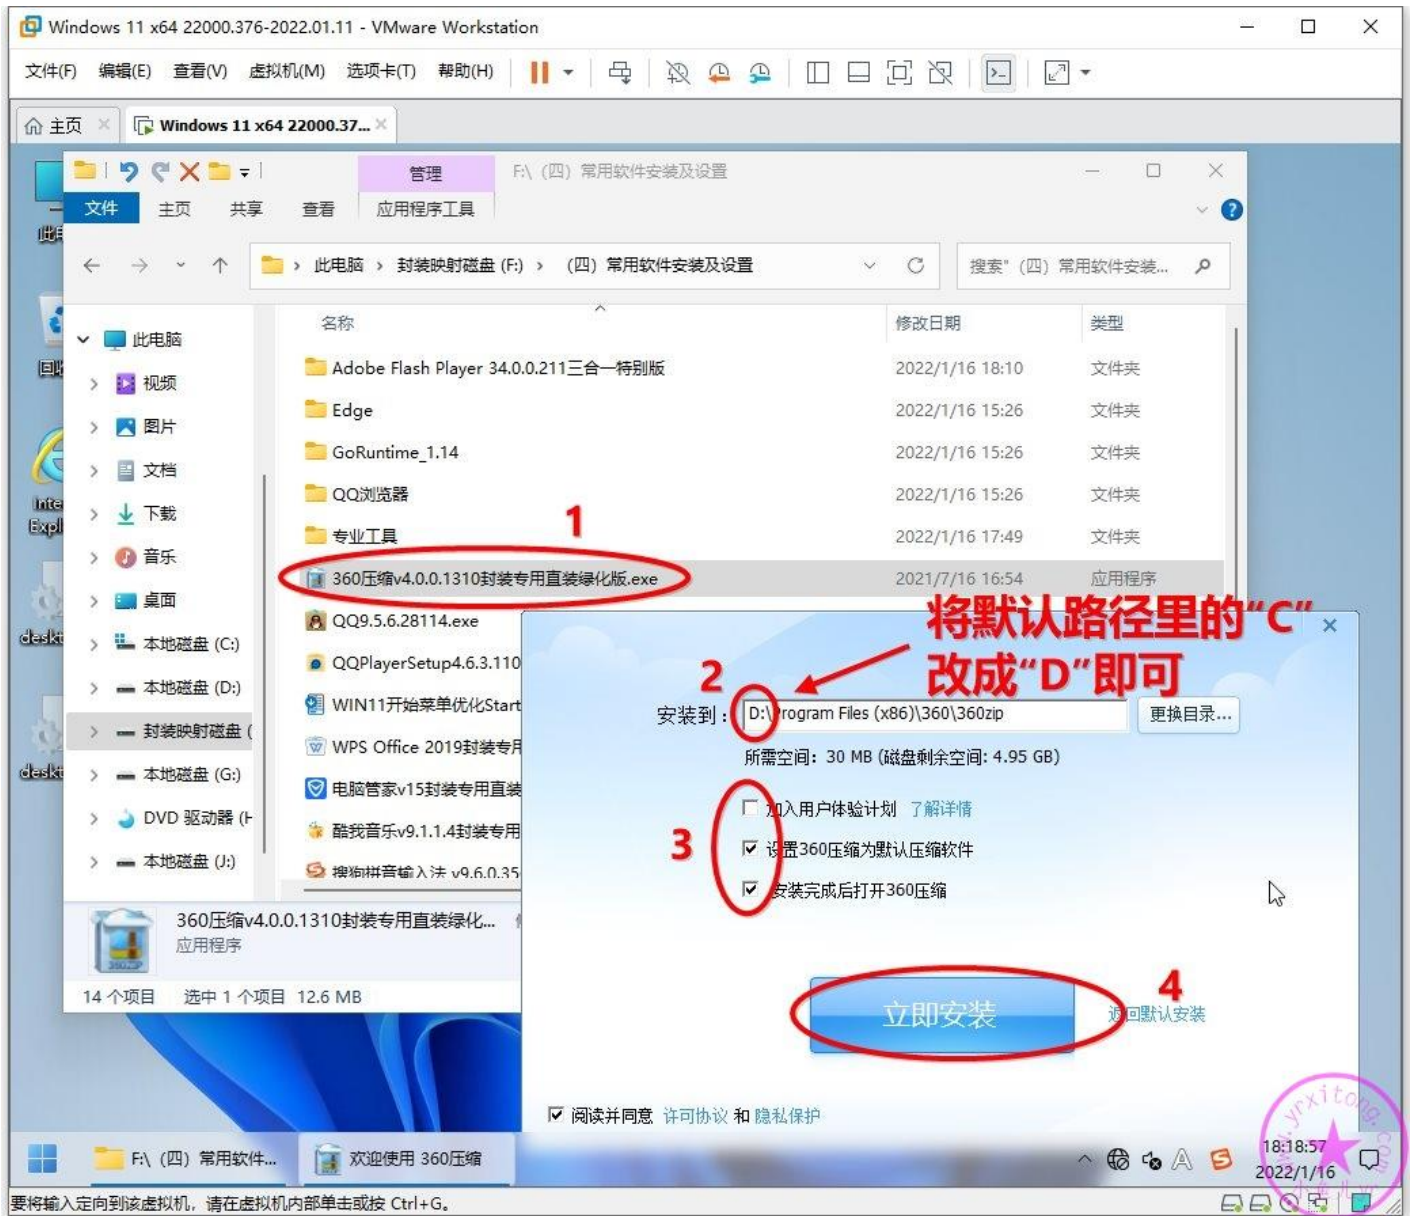 Windows 11 x64 22000.376-2022.01.11 - VMware Workstation
文件(F) 编辑(E) 查看(V) 虚拟机(M) 选项卡(T) 帮助(H)
主页 Windows 11 x64 22000.37...
管理 F:\ (四) 常用软件安装及设置
文件 主页 共享 查看 应用程序工具
此电脑 › 封装映射磁盘 (F:) › (四) 常用软件安装及设置 搜索"(四) 常用软件安装...
名称 修改日期 类型
此电脑
视频
图片
文档
下载
音乐
桌面
本地磁盘 (C:)
本地磁盘 (D:)
封装映射磁盘 (
本地磁盘 (G:)
DVD 驱动器 (H
本地磁盘 (J:)
Adobe Flash Player 34.0.0.211三合一特别版 2022/1/16 18:10 文件夹
Edge 2022/1/16 15:26 文件夹
GoRuntime_1.14 2022/1/16 15:26 文件夹
QQ浏览器 2022/1/16 15:26 文件夹
专业工具 2022/1/16 17:49 文件夹
1
360压缩v4.0.0.1310封装专用直装绿化版.exe 2021/7/16 16:54 应用程序
QQ9.5.6.28114.exe
QQPlayerSetup4.6.3.110
WIN11开始菜单优化Start
WPS Office 2019封装专用
电脑管家v15封装专用直装
酷我音乐v9.1.1.4封装专用
搜狗拼音输入法 v9.6.0.35
将默认路径里的“C”
改成“D”即可
2
安装到： D:\Program Files (x86)\360\360zip 更换目录...
所需空间：30 MB (磁盘剩余空间: 4.95 GB)
3
加入用户体验计划 了解详情
设置360压缩为默认压缩软件
安装完成后打开360压缩
4
立即安装 返回默认安装
阅读并同意 许可协议 和 隐私保护
360压缩v4.0.0.1310封装专用直装绿化...
应用程序
14 个项目 选中 1 个项目 12.6 MB
F:\ (四) 常用软件... 欢迎使用 360压缩
18:18:57
2022/1/16
要将输入定向到该虚拟机，请在虚拟机内部单击或按 Ctrl+G。